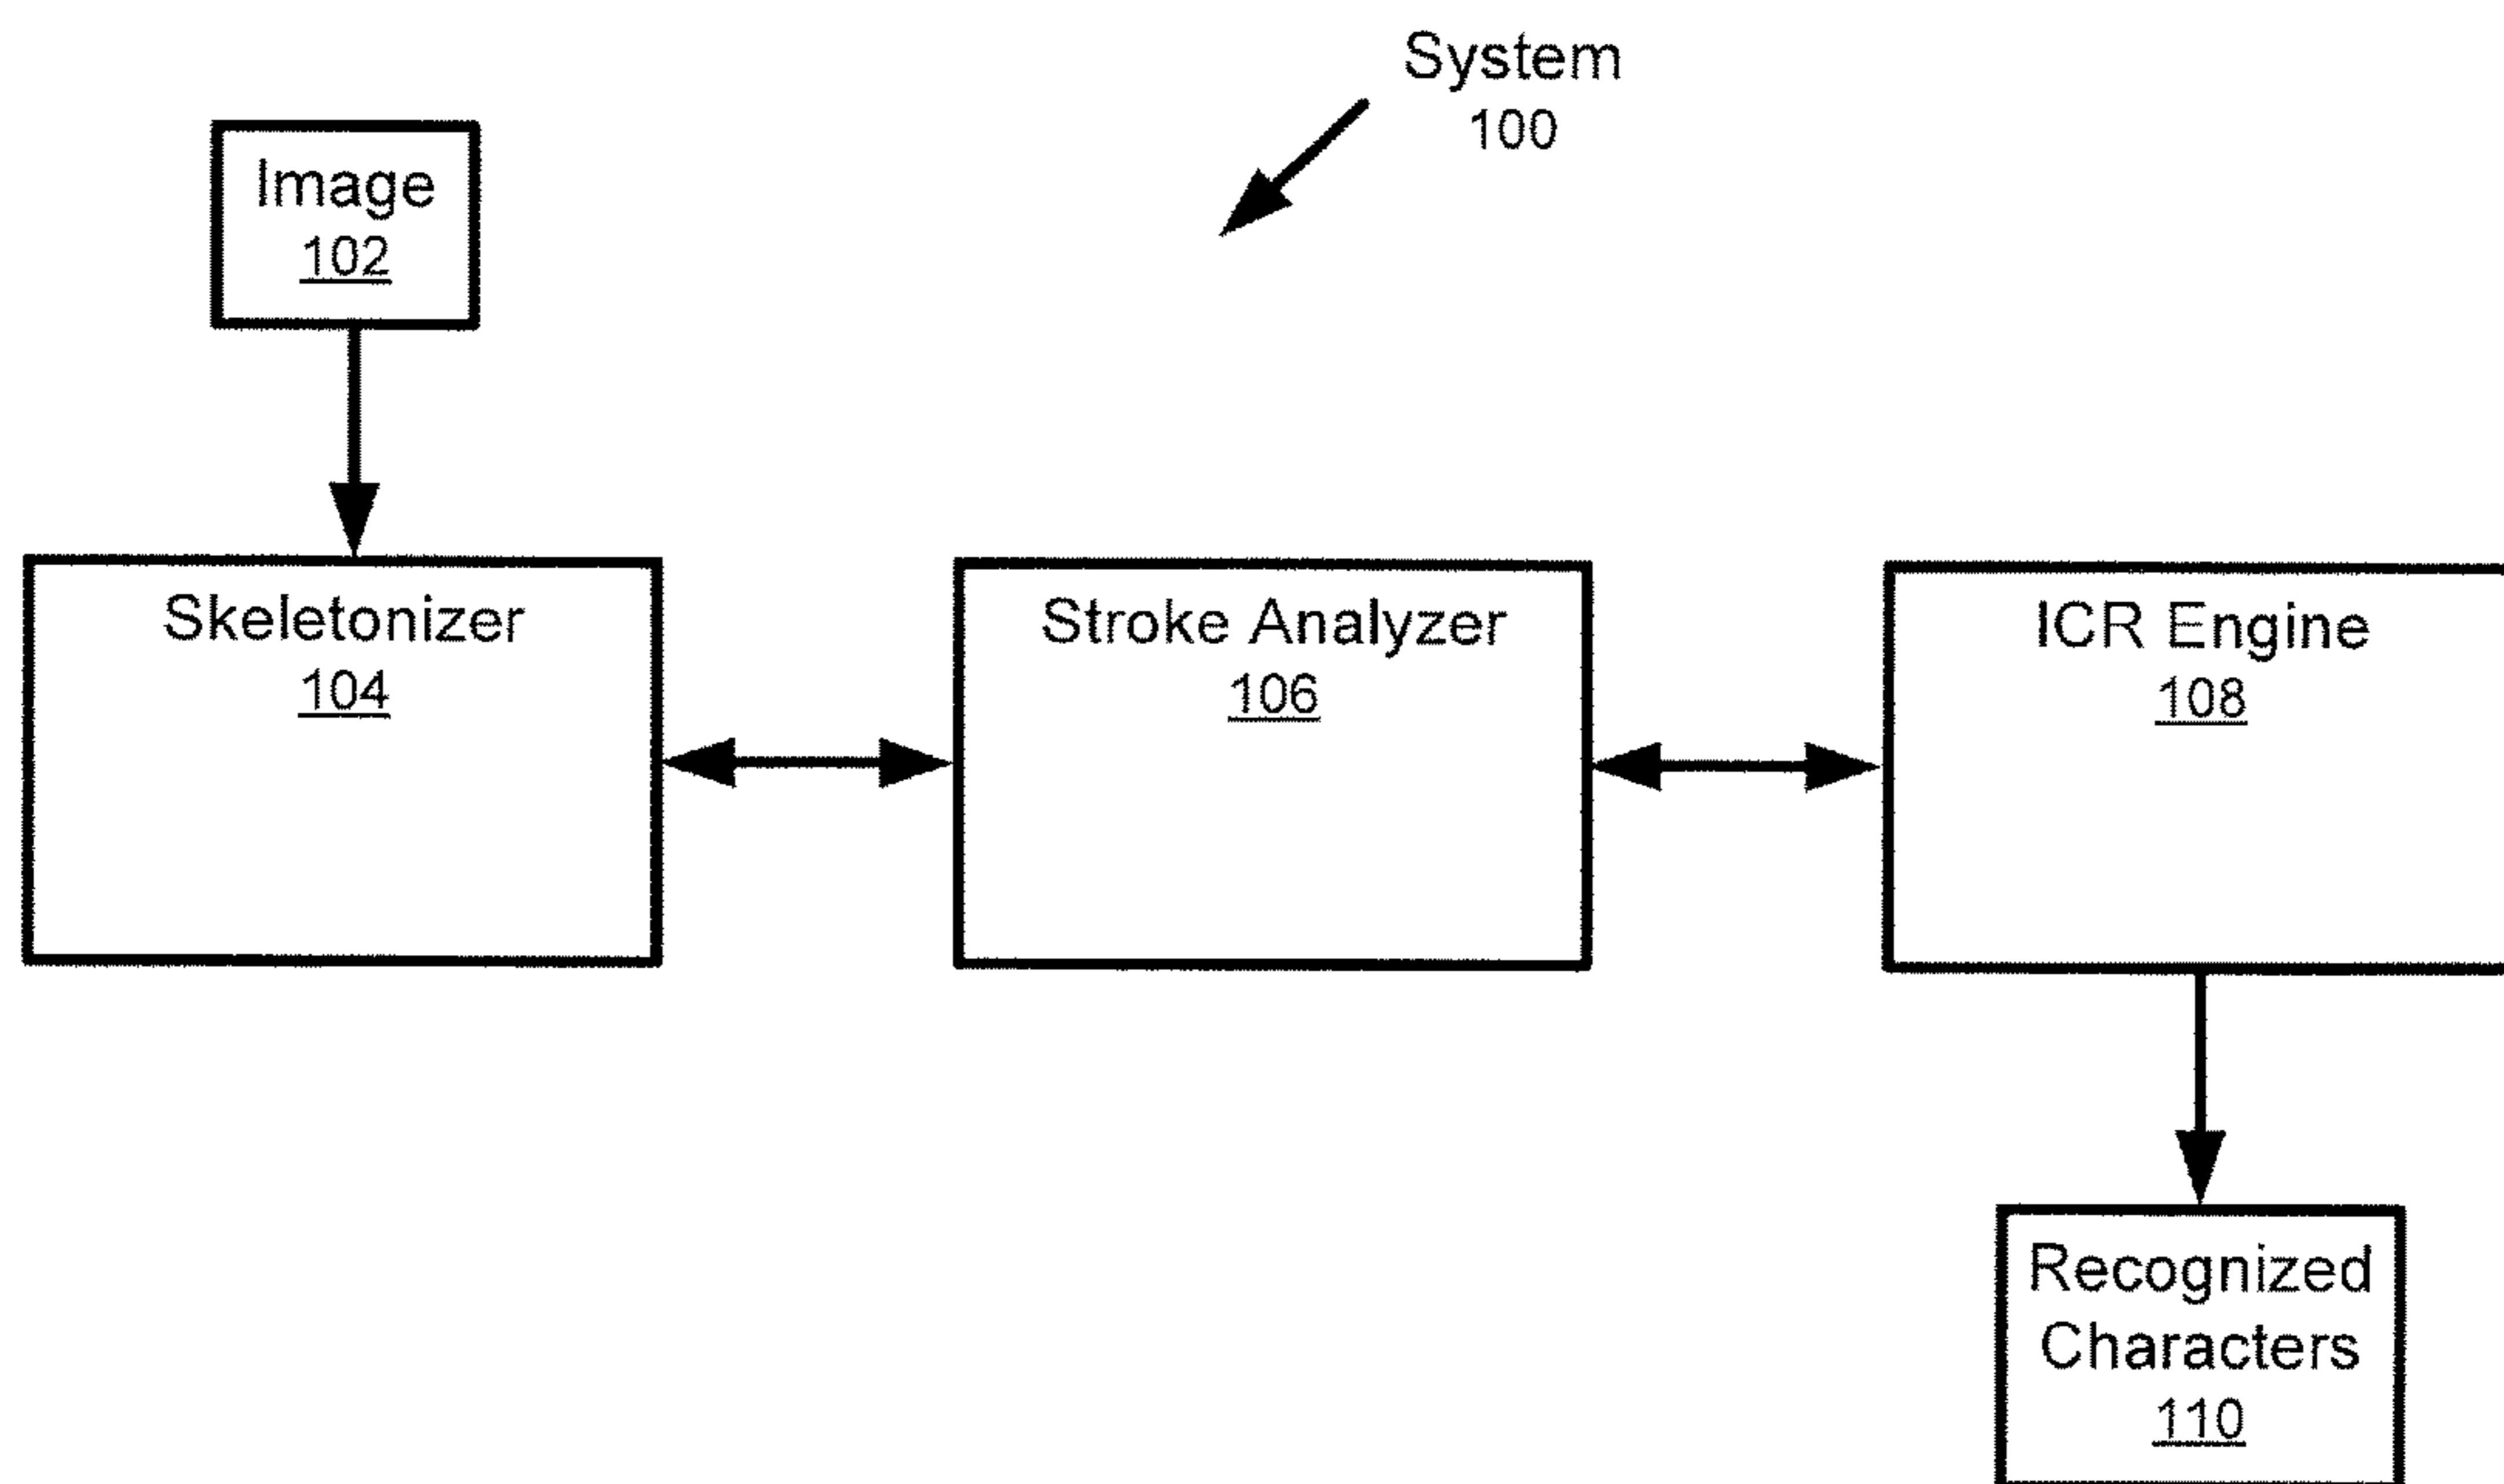 System
100
Image
102
Skeletonizer
104
Stroke Analyzer
106
ICR Engine
108
Recognized
Characters
110